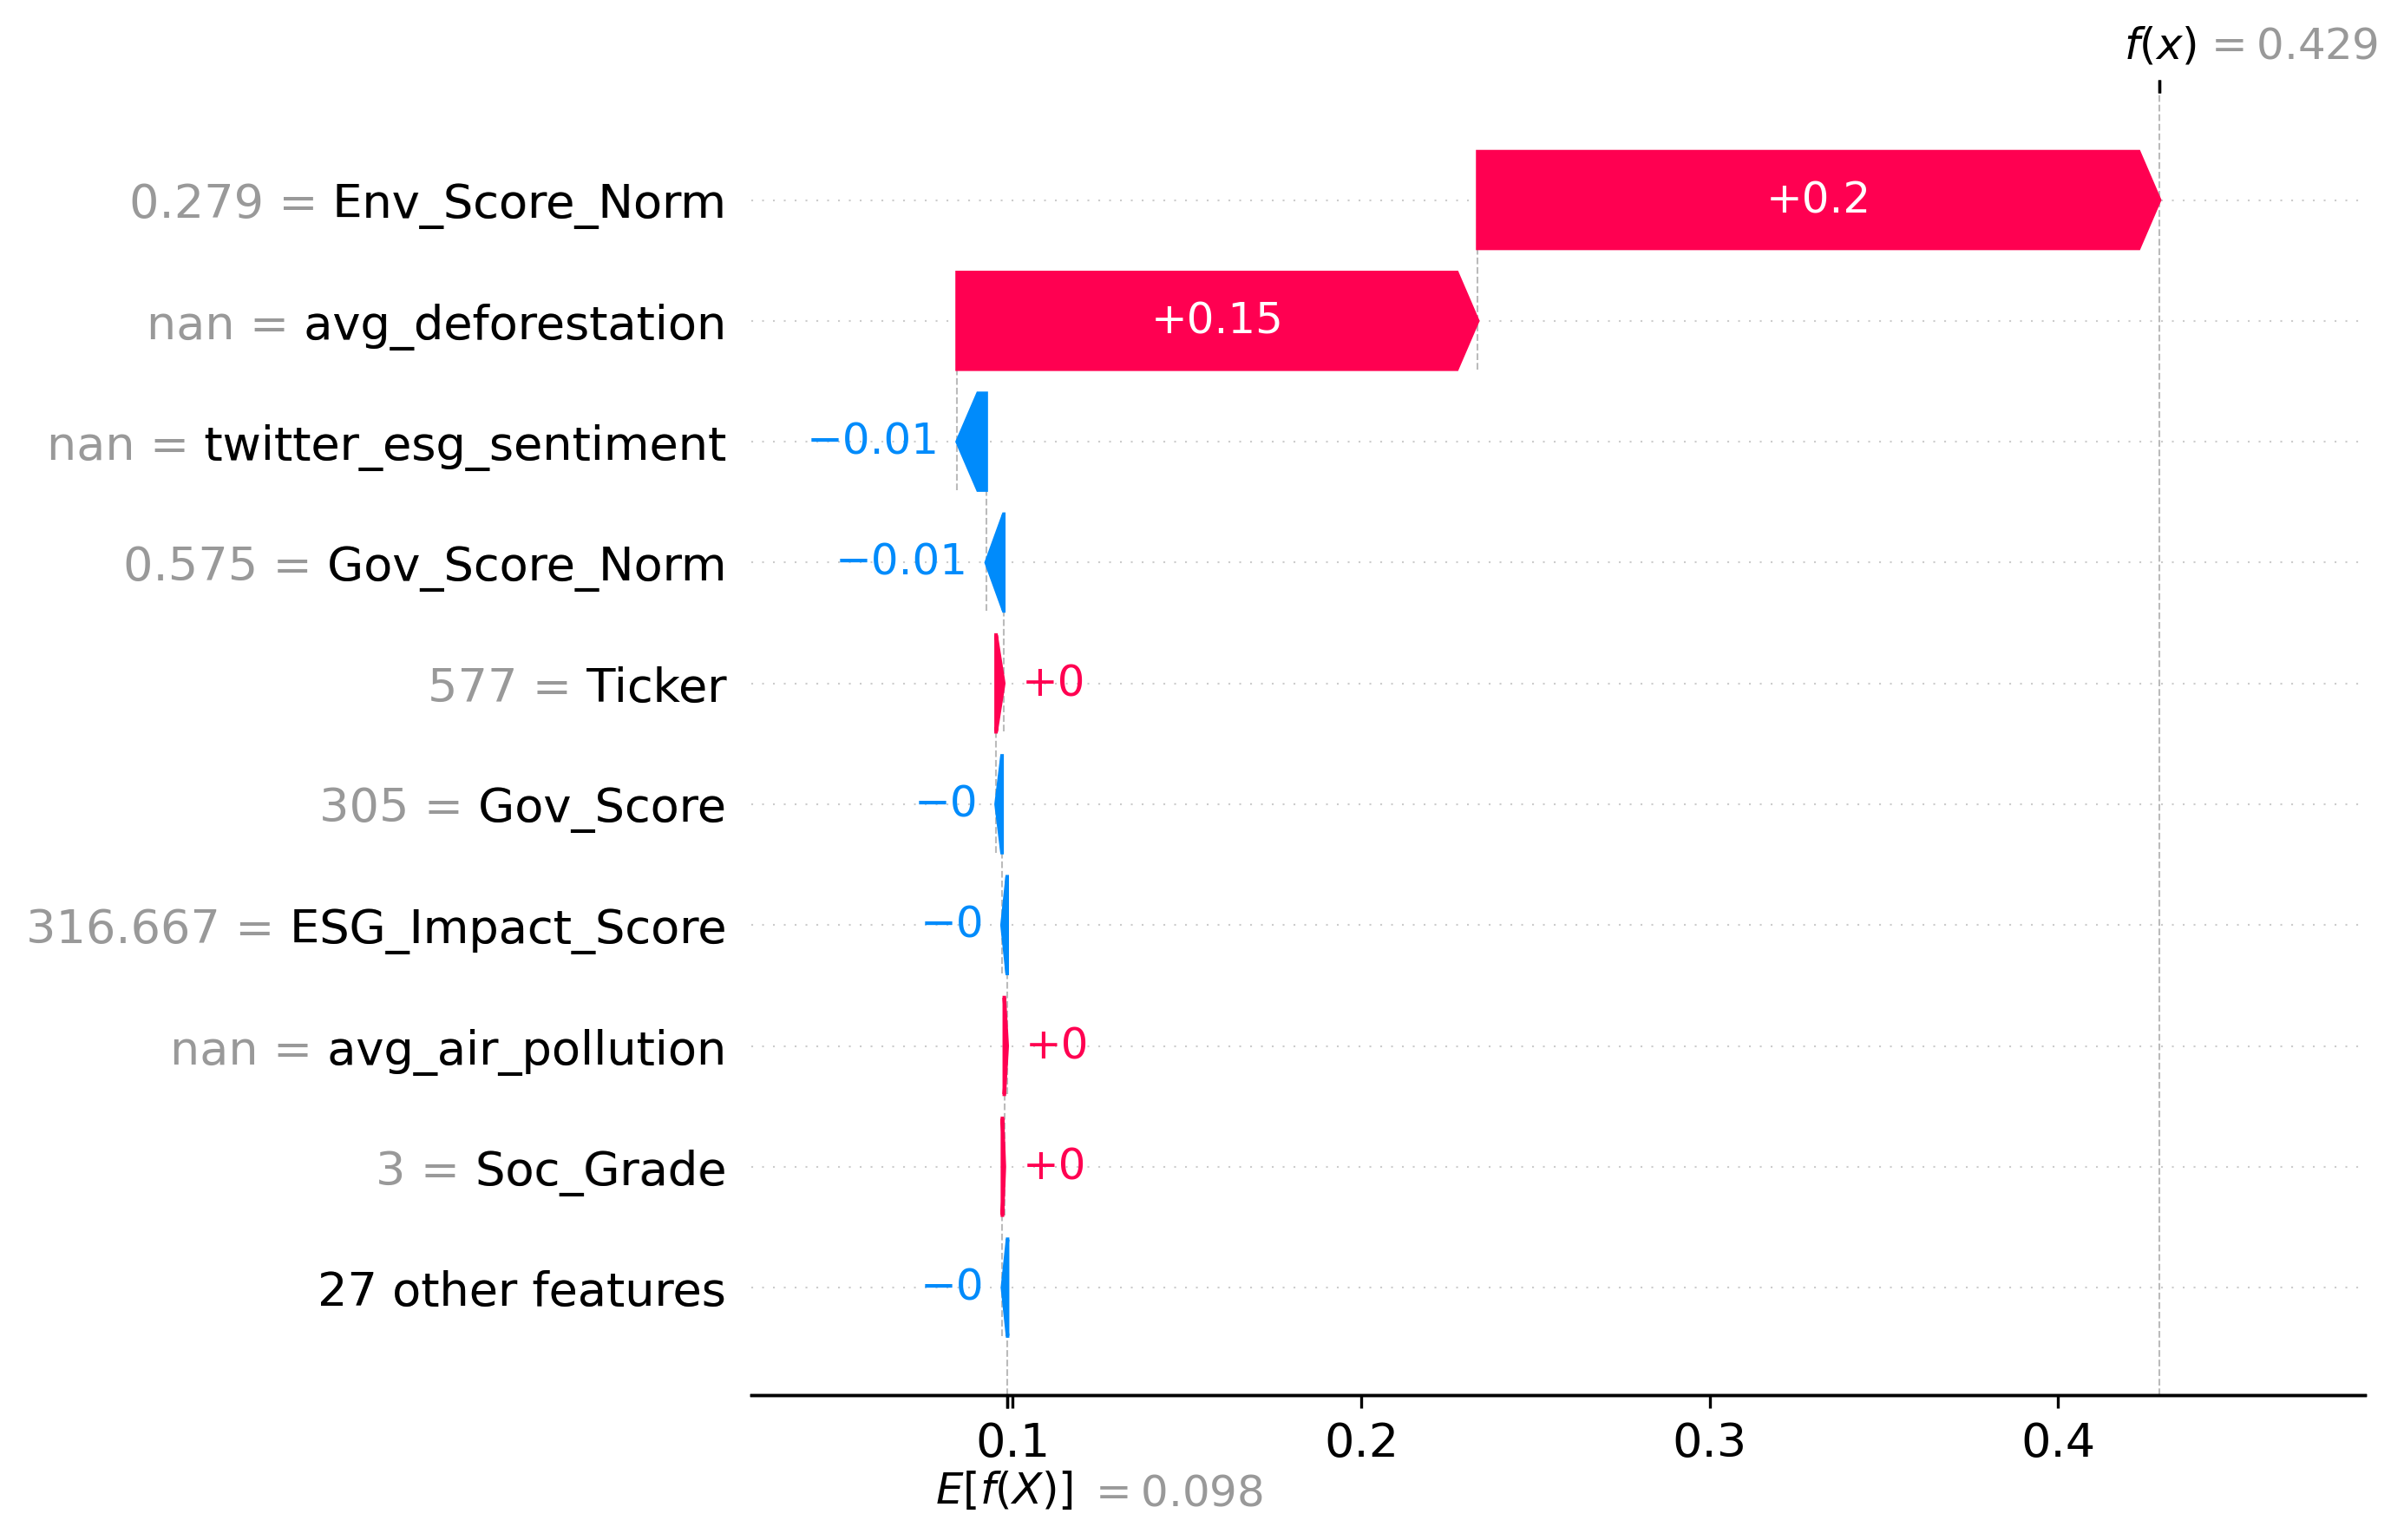 f(x) = 0.429
0.279 = Env_Score_Norm +0.2
nan = avg_deforestation +0.15
nan = twitter_esg_sentiment −0.01
0.575 = Gov_Score_Norm −0.01
577 = Ticker +0
305 = Gov_Score −0
316.667 = ESG_Impact_Score −0
nan = avg_air_pollution +0
3 = Soc_Grade +0
27 other features −0
0.1 0.2 0.3 0.4
E[f(X)] = 0.098